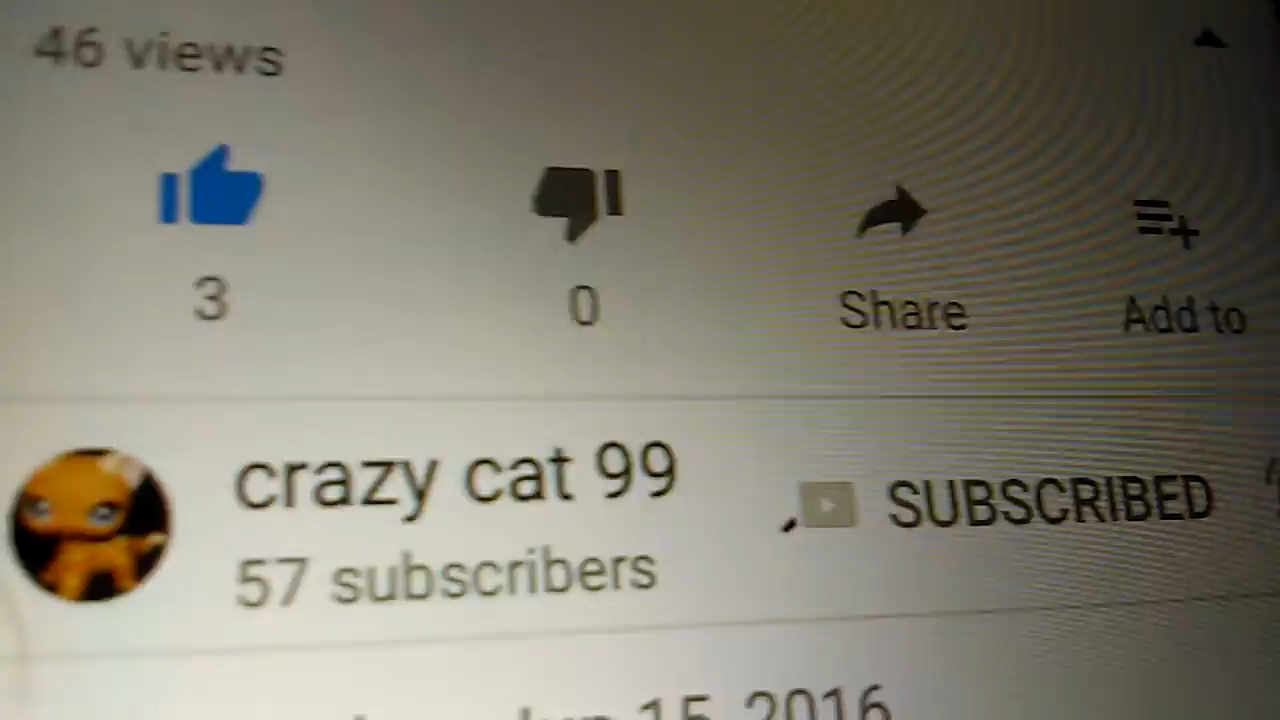 46 views
3
0
Share
Add to
crazy cat 99
SUBSCRIBED
57 subscribers
15, 2016